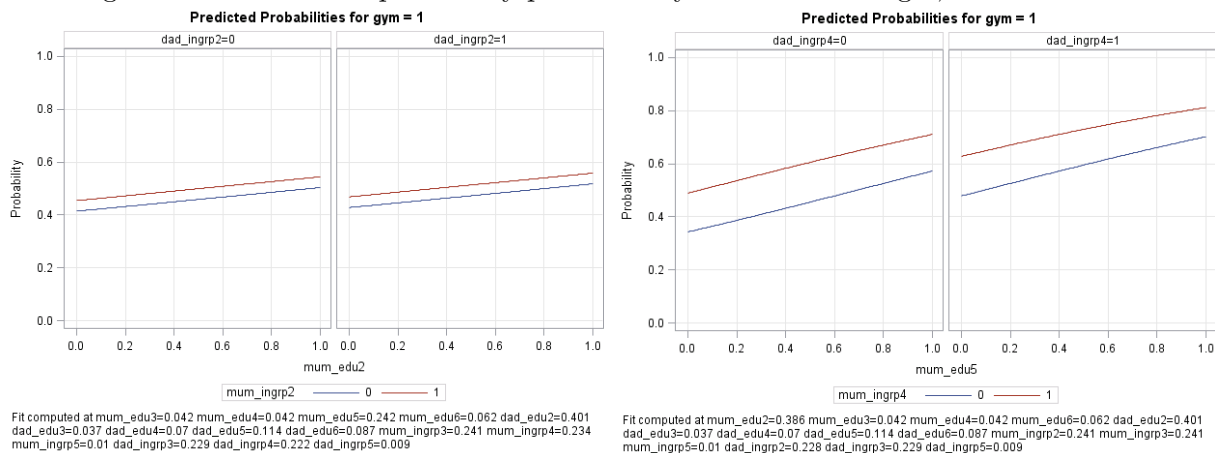 Predicted Probabilities for gym = 1
dad_ingrp2=0
dad_ingrp2=1
Probability
1.0
0.8
0.6
0.4
0.2
0.0
0.0 0.2 0.4 0.6 0.8 1.0
0.0 0.2 0.4 0.6 0.8 1.0
mum_edu2
mum_ingrp2 0 1
Fit computed at mum_edu3=0.042 mum_edu4=0.042 mum_edu5=0.242 mum_edu6=0.062 dad_edu2=0.401
dad_edu3=0.037 dad_edu4=0.07 dad_edu5=0.114 dad_edu6=0.087 mum_ingrp3=0.241 mum_ingrp4=0.234
mum_ingrp5=0.01 dad_ingrp3=0.229 dad_ingrp4=0.222 dad_ingrp5=0.009
Predicted Probabilities for gym = 1
dad_ingrp4=0
dad_ingrp4=1
Probability
1.0
0.8
0.6
0.4
0.2
0.0
0.0 0.2 0.4 0.6 0.8 1.0
0.0 0.2 0.4 0.6 0.8 1.0
mum_edu5
mum_ingrp4 0 1
Fit computed at mum_edu2=0.386 mum_edu3=0.042 mum_edu4=0.042 mum_edu6=0.062 dad_edu2=0.401
dad_edu3=0.037 dad_edu4=0.07 dad_edu5=0.114 dad_edu6=0.087 mum_ingrp2=0.241 mum_ingrp3=0.241
mum_ingrp5=0.01 dad_ingrp2=0.228 dad_ingrp3=0.229 dad_ingrp5=0.009